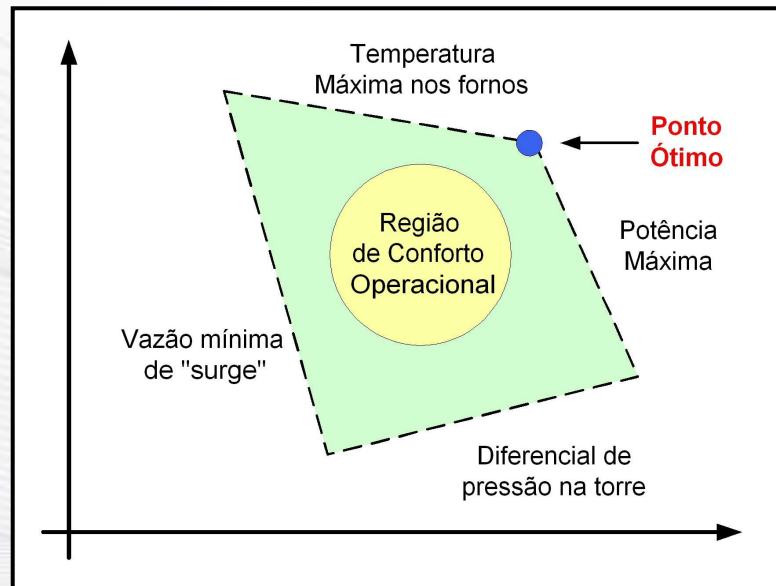 Temperatura
Máxima nos fornos
Ponto
Ótimo
Região
de Conforto
Operacional
Potência
Máxima
Vazão mínima
de "surge"
Diferencial de
pressão na torre